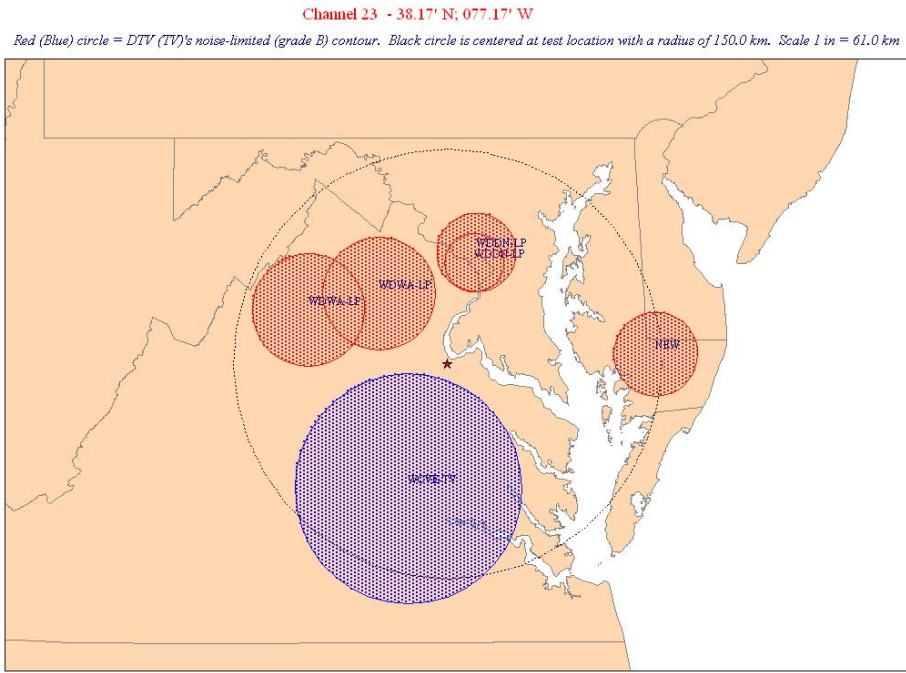 Channel 23 - 38.17' N; 077.17' W
Red (Blue) circle = DTV (TV)'s noise-limited (grade B) contour. Black circle is centered at test location with a radius of 150.0 km. Scale 1 in = 61.0 km
WDDN-LP
WDDN-LP
WDWA-LP
WDWA-LP
NEW
WCVE-TV